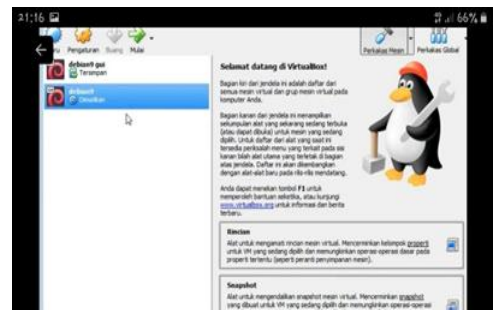 21:16
66%
Pengaturan Buang Mulai
Perkakas Mesin Perkakas Global
debian9 gui
Tersimpan
debian9
Dimatikan
Selamat datang di VirtualBox!
Bagian kiri dari jendela ini adalah daftar dari
semua mesin virtual dan grup mesin virtual pada
komputer Anda.
Bagian kanan dari jendela ini menampilkan
sekumpulan alat yang sekarang sedang terbuka
(atau dapat dibuka) untuk mesin yang sedang
dipilih. Untuk daftar dari alat yang saat ini
tersedia periksalah menu yang terkait pada sisi
kanan bilah alat utama yang terletak di bagian
atas jendela. Daftar ini akan dikembangkan
dengan alat-alat baru pada rilis-rilis mendatang.
Anda dapat menekan tombol F1 untuk
memperoleh bantuan seketika, atau kunjungi
www.virtualbox.org untuk informasi dan berita
terbaru.
Rincian
Alat untuk mengamati rincian mesin virtual. Mencerminkan kelompok properti
untuk VM yang sedang dipilih dan memungkinkan operasi-operasi dasar pada
properti tertentu (seperti peranti penyimpanan mesin).
Snapshot
Alat untuk mengendalikan snapshot mesin virtual. Mencerminkan snapshot
yang dibuat untuk VM yang sedang dipilih dan memungkinkan operasi-operasi